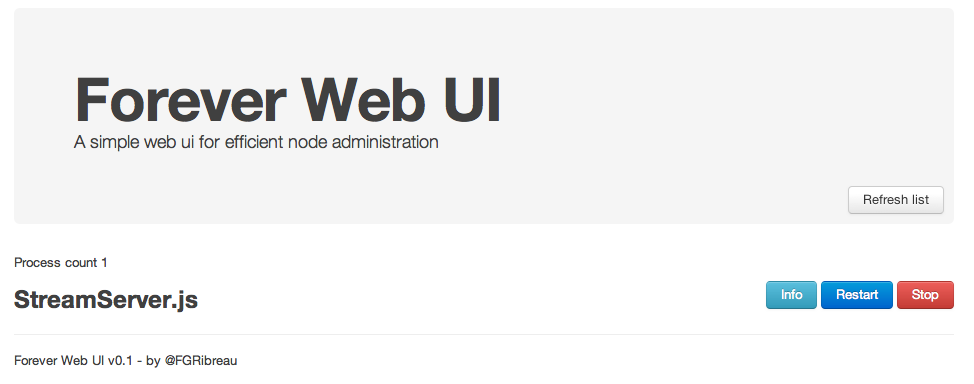 Forever Web UI
A simple web ui for efficient node administration
Refresh list
Process count 1
StreamServer.js
Info
Restart
Stop
Forever Web UI v0.1 - by @FGRibreau